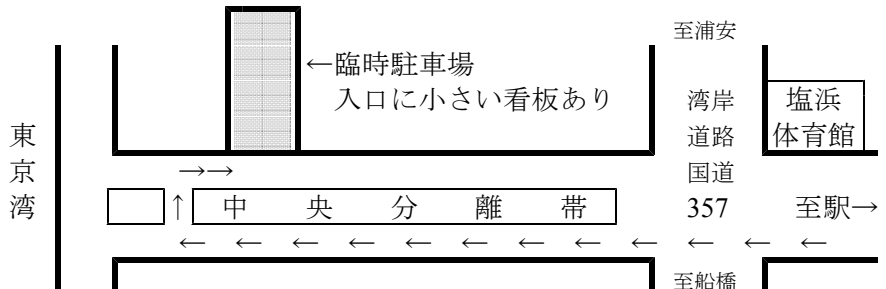 至浦安
←臨時駐車場
入口に小さい看板あり
湾岸
道路
国道
357
塩浜
体育館
東
京
湾
→→
↑
中央分離帯
至駅→
← ← ← ← ← ← ← ← ← ← ← ←
至船橋